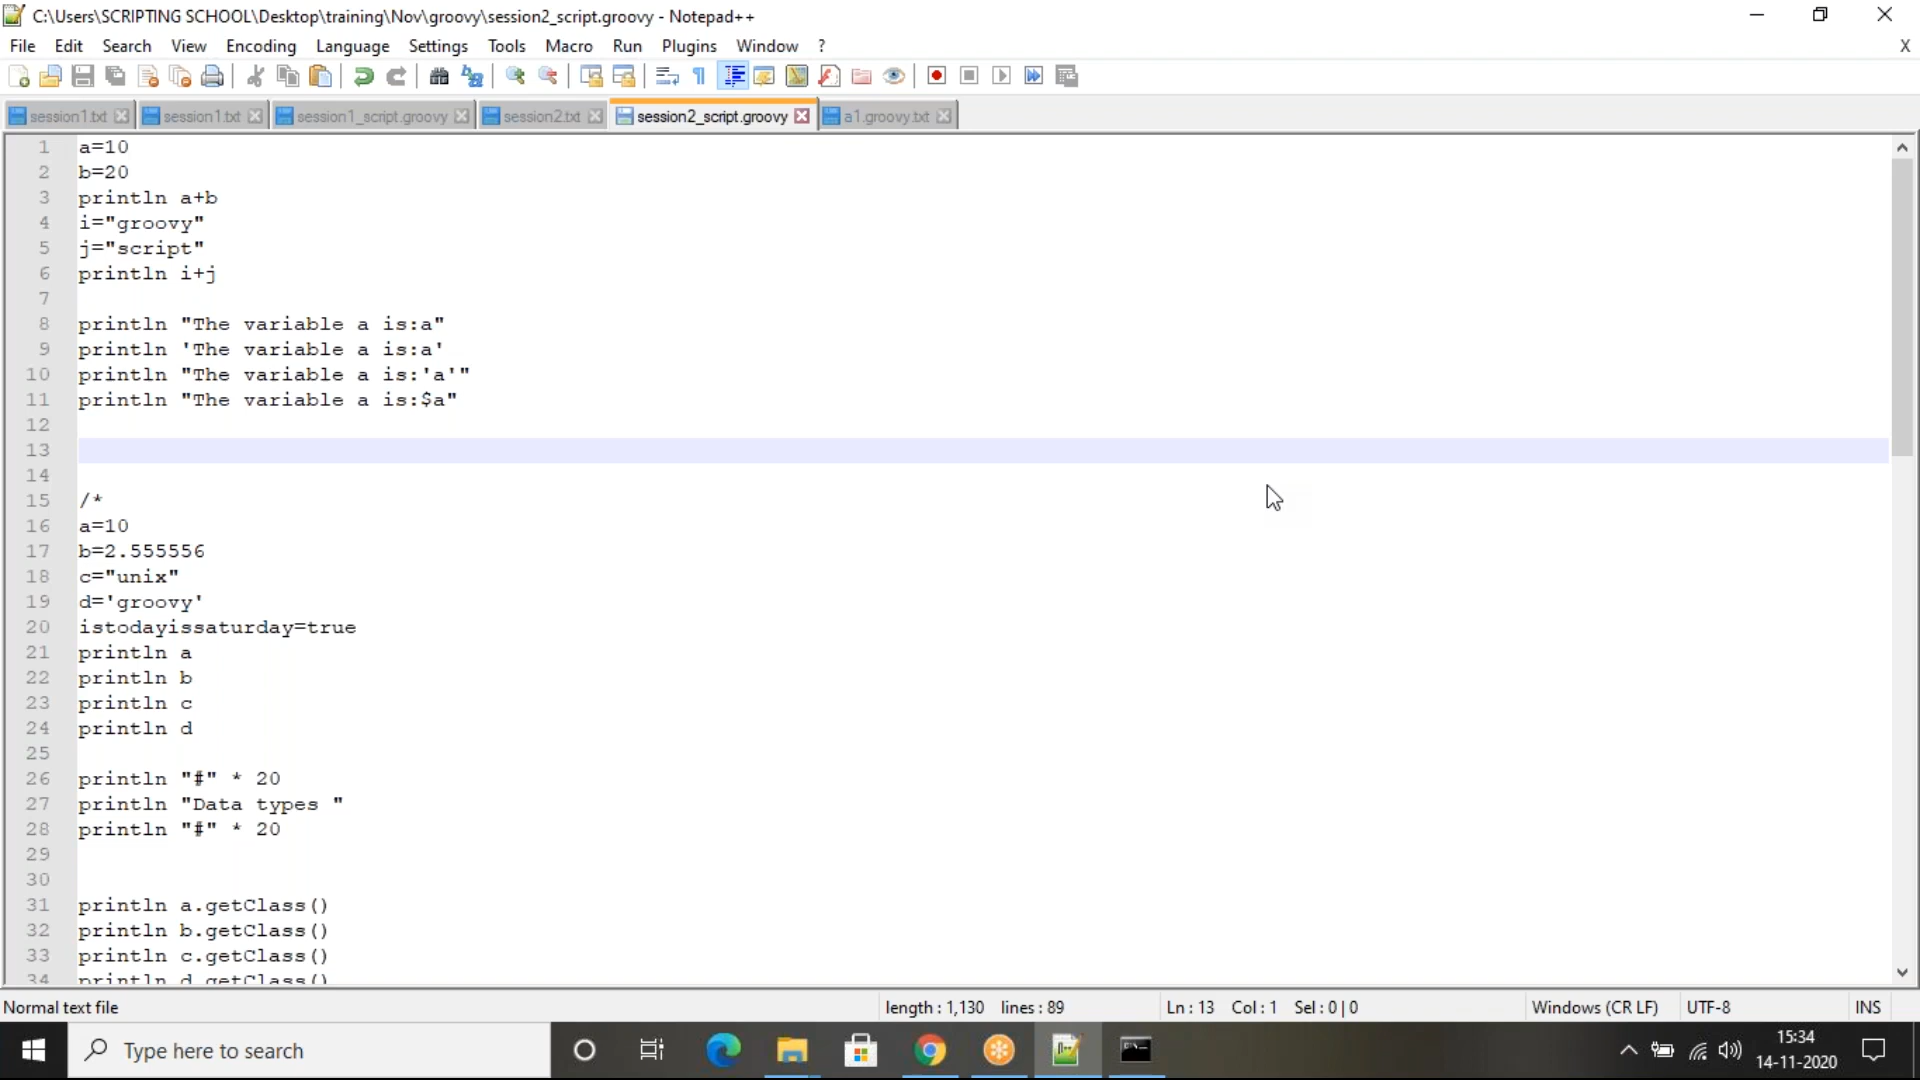 C:\Users\SCRIPTING SCHOOL\Desktop\training\Nov\groovy\session2_script.groovy - Notepad++
File Edit Search View Encoding Language Settings Tools Macro Run Plugins Window ? X
session1.txt session1.txt session1_script.groovy session2.txt session2_script.groovy a1.groovy.txt
1 a=10
2 b=20
3 println a+b
4 i="groovy"
5 j="script"
6 println i+j
7
8 println "The variable a is:a"
9 println 'The variable a is:a'
10 println "The variable a is:'a'"
11 println "The variable a is:$a"
12
13
14
15 /*
16 a=10
17 b=2.555556
18 c="unix"
19 d='groovy'
20 istodayissaturday=true
21 println a
22 println b
23 println c
24 println d
25
26 println "#" * 20
27 println "Data types "
28 println "#" * 20
29
30
31 println a.getClass()
32 println b.getClass()
33 println c.getClass()
34 println d.getClass()
Normal text file length : 1,130 lines : 89 Ln : 13 Col : 1 Sel : 0 | 0 Windows (CR LF) UTF-8 INS
Type here to search
15:34
14-11-2020